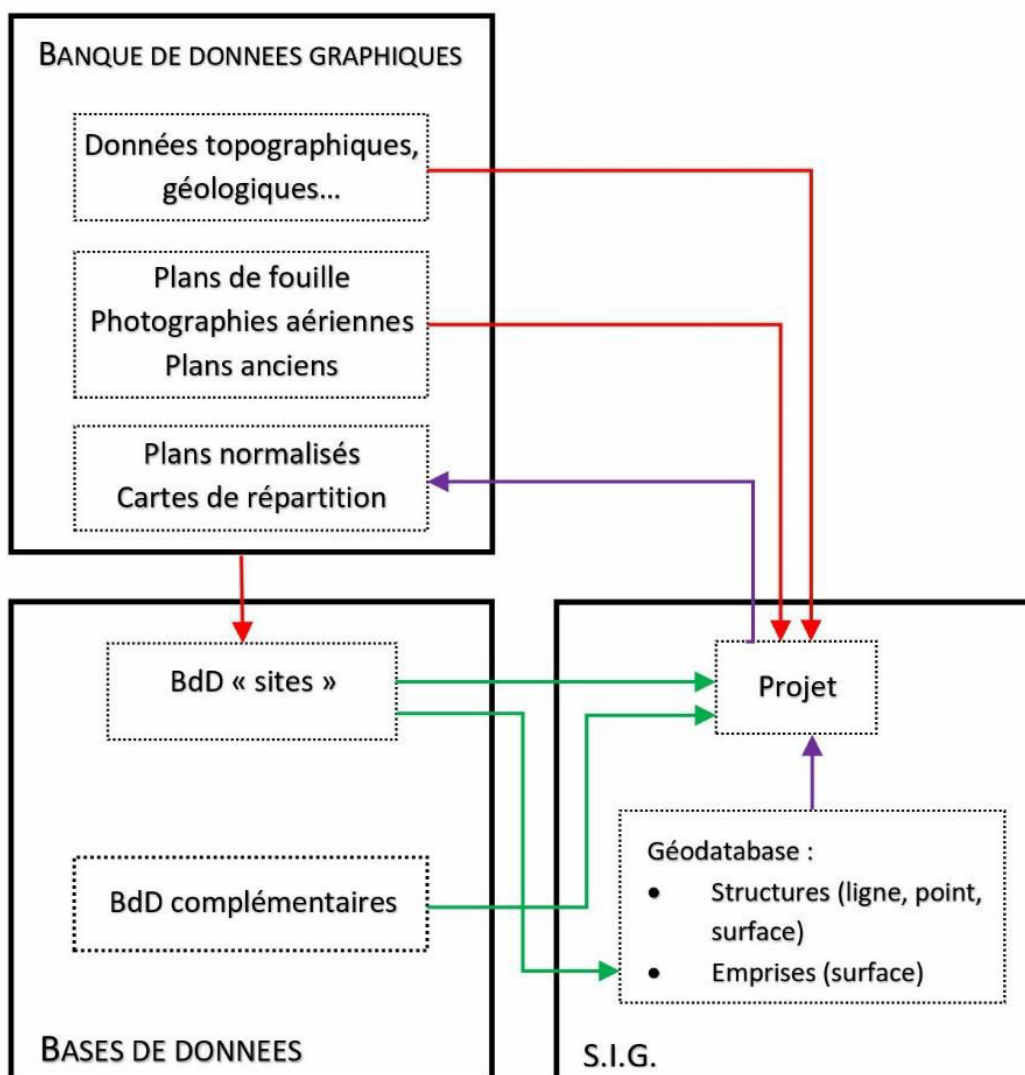 BANQUE DE DONNEES GRAPHIQUES
Données topographiques,
géologiques...
Plans de fouille
Photographies aériennes
Plans anciens
Plans normalisés
Cartes de répartition
BdD « sites »
BdD complémentaires
BASES DE DONNEES
Projet
Géodatabase :
• Structures (ligne, point,
surface)
• Emprises (surface)
S.I.G.